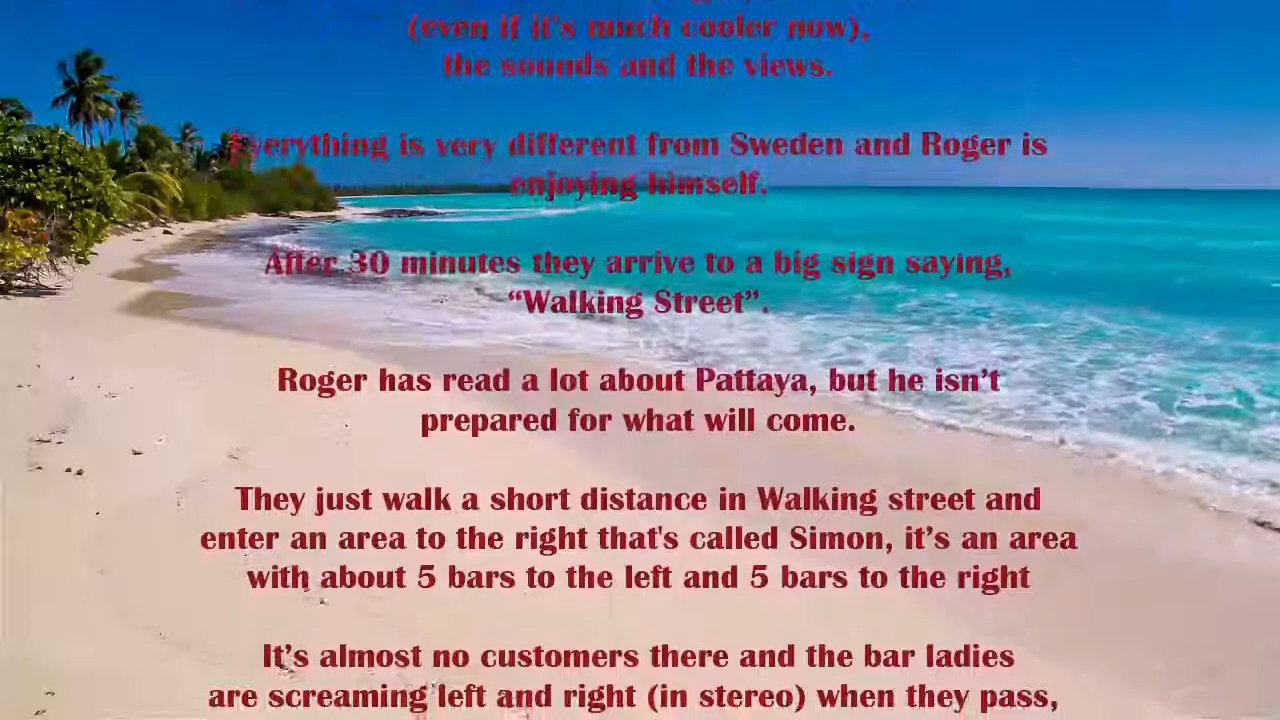 (even if it's much cooler now),
the sounds and the views.
Everything is very different from Sweden and Roger is
enjoying himself.
After 30 minutes they arrive to a big sign saying,
“Walking Street”.
Roger has read a lot about Pattaya, but he isn’t
prepared for what will come.
They just walk a short distance in Walking street and
enter an area to the right that's called Simon, it’s an area
with about 5 bars to the left and 5 bars to the right
It’s almost no customers there and the bar ladies
are screaming left and right (in stereo) when they pass,